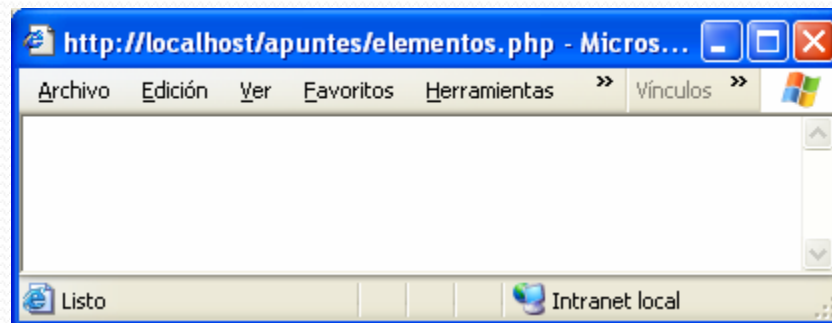 http://localhost/apuntes/elementos.php - Micros...
Archivo Edición Ver Favoritos Herramientas » Vínculos »
Listo Intranet local